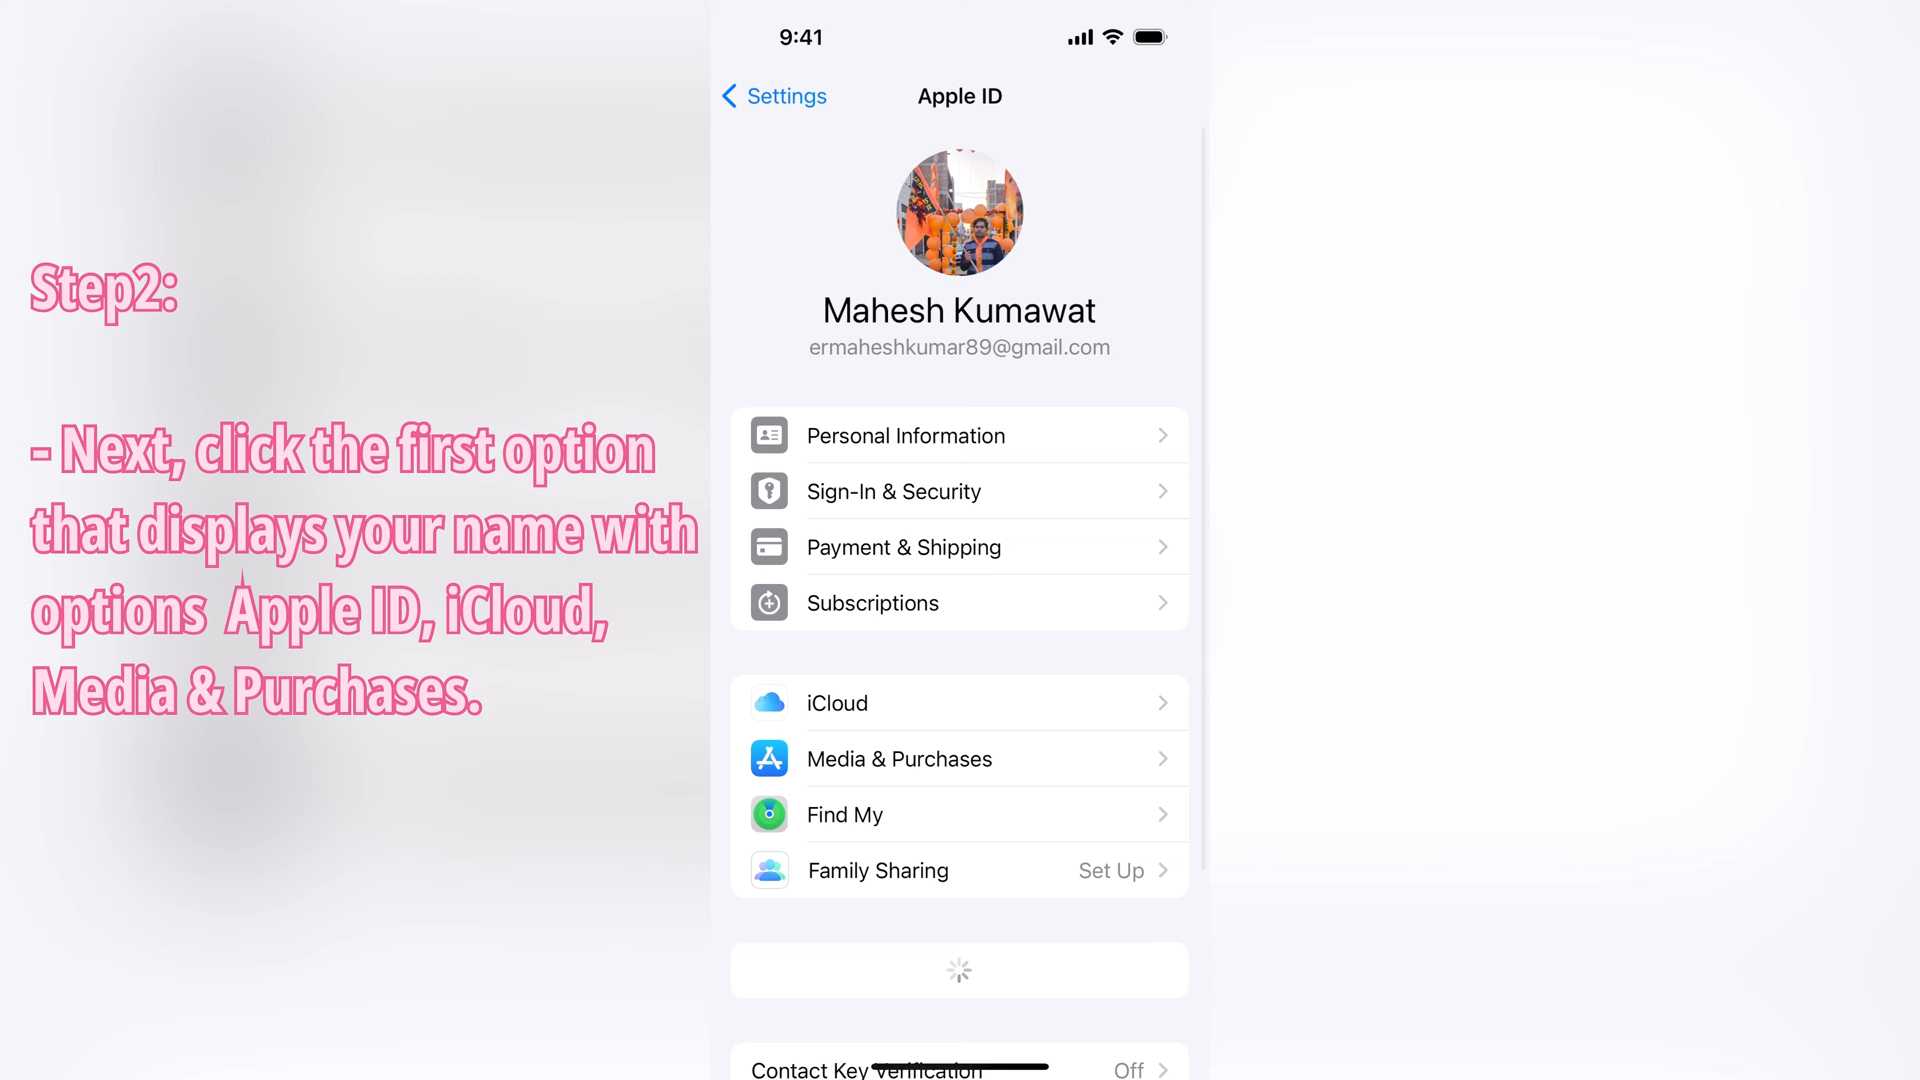 9:41
Settings
Apple ID
Mahesh Kumawat
ermaheshkumar89@gmail.com
Personal Information
Sign-In & Security
Payment & Shipping
Subscriptions
iCloud
Media & Purchases
Find My
Family Sharing Set Up
Contact Key Verification Off
Step2:
- Next, click the first option
that displays your name with
options Apple ID, iCloud,
Media & Purchases.